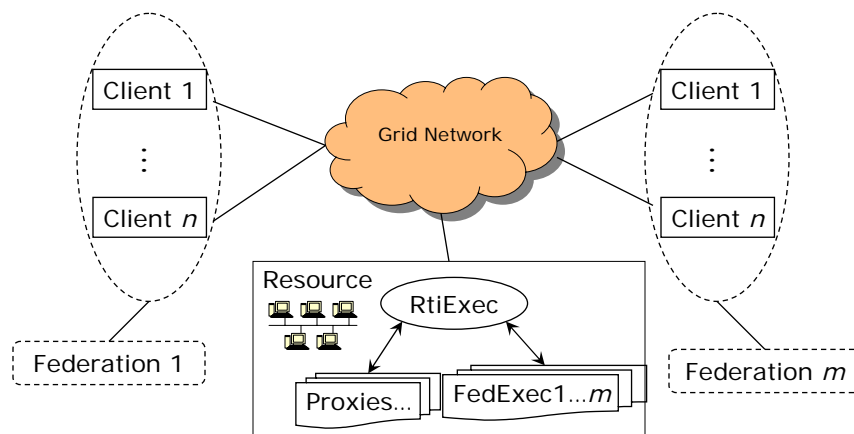 Client 1
⋮
Client n
Federation 1
Grid Network
Client 1
⋮
Client n
Federation m
Resource
RtiExec
Proxies...
FedExec1...m